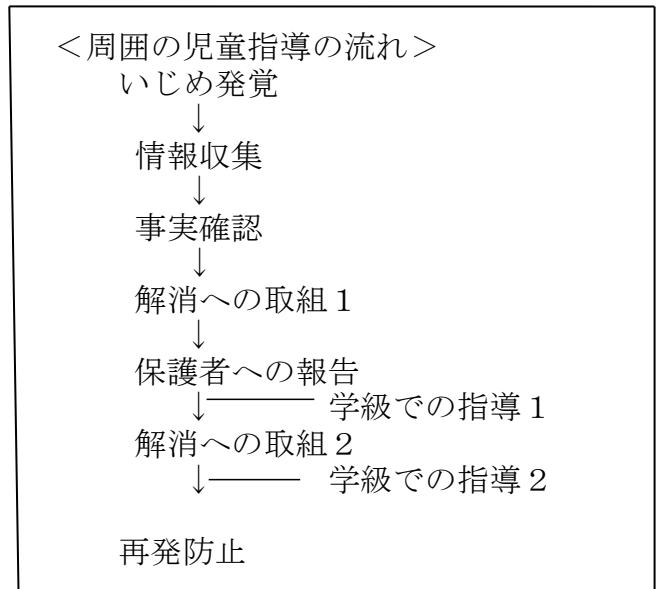 ＜周囲の児童指導の流れ＞
いじめ発覚
↓
情報収集
↓
事実確認
↓
解消への取組１
↓
保護者への報告
↓――― 学級での指導１
解消への取組２
↓――― 学級での指導２
再発防止